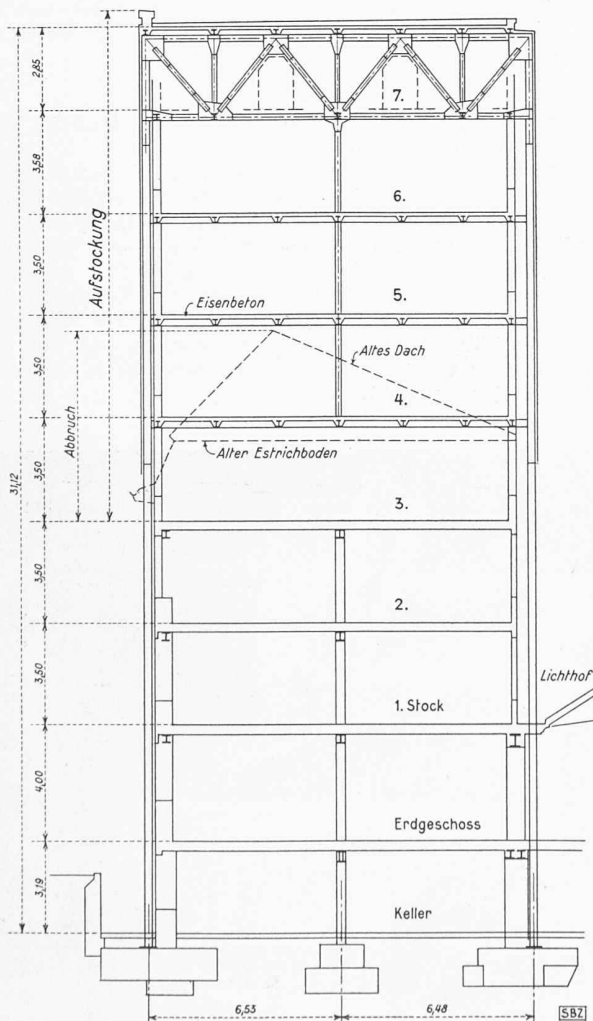 2,85
7.
3,58
6.
Aufstockung
3,50
5.
Eisenbeton
3,50
Altes Dach
Abbruch
4.
Alter Estrichboden
31,12
3,50
3.
3,50
2.
3,50
Lichthof
1. Stock
4,00
Erdgeschoss
3,19
Keller
6,53
6,48
SBZ